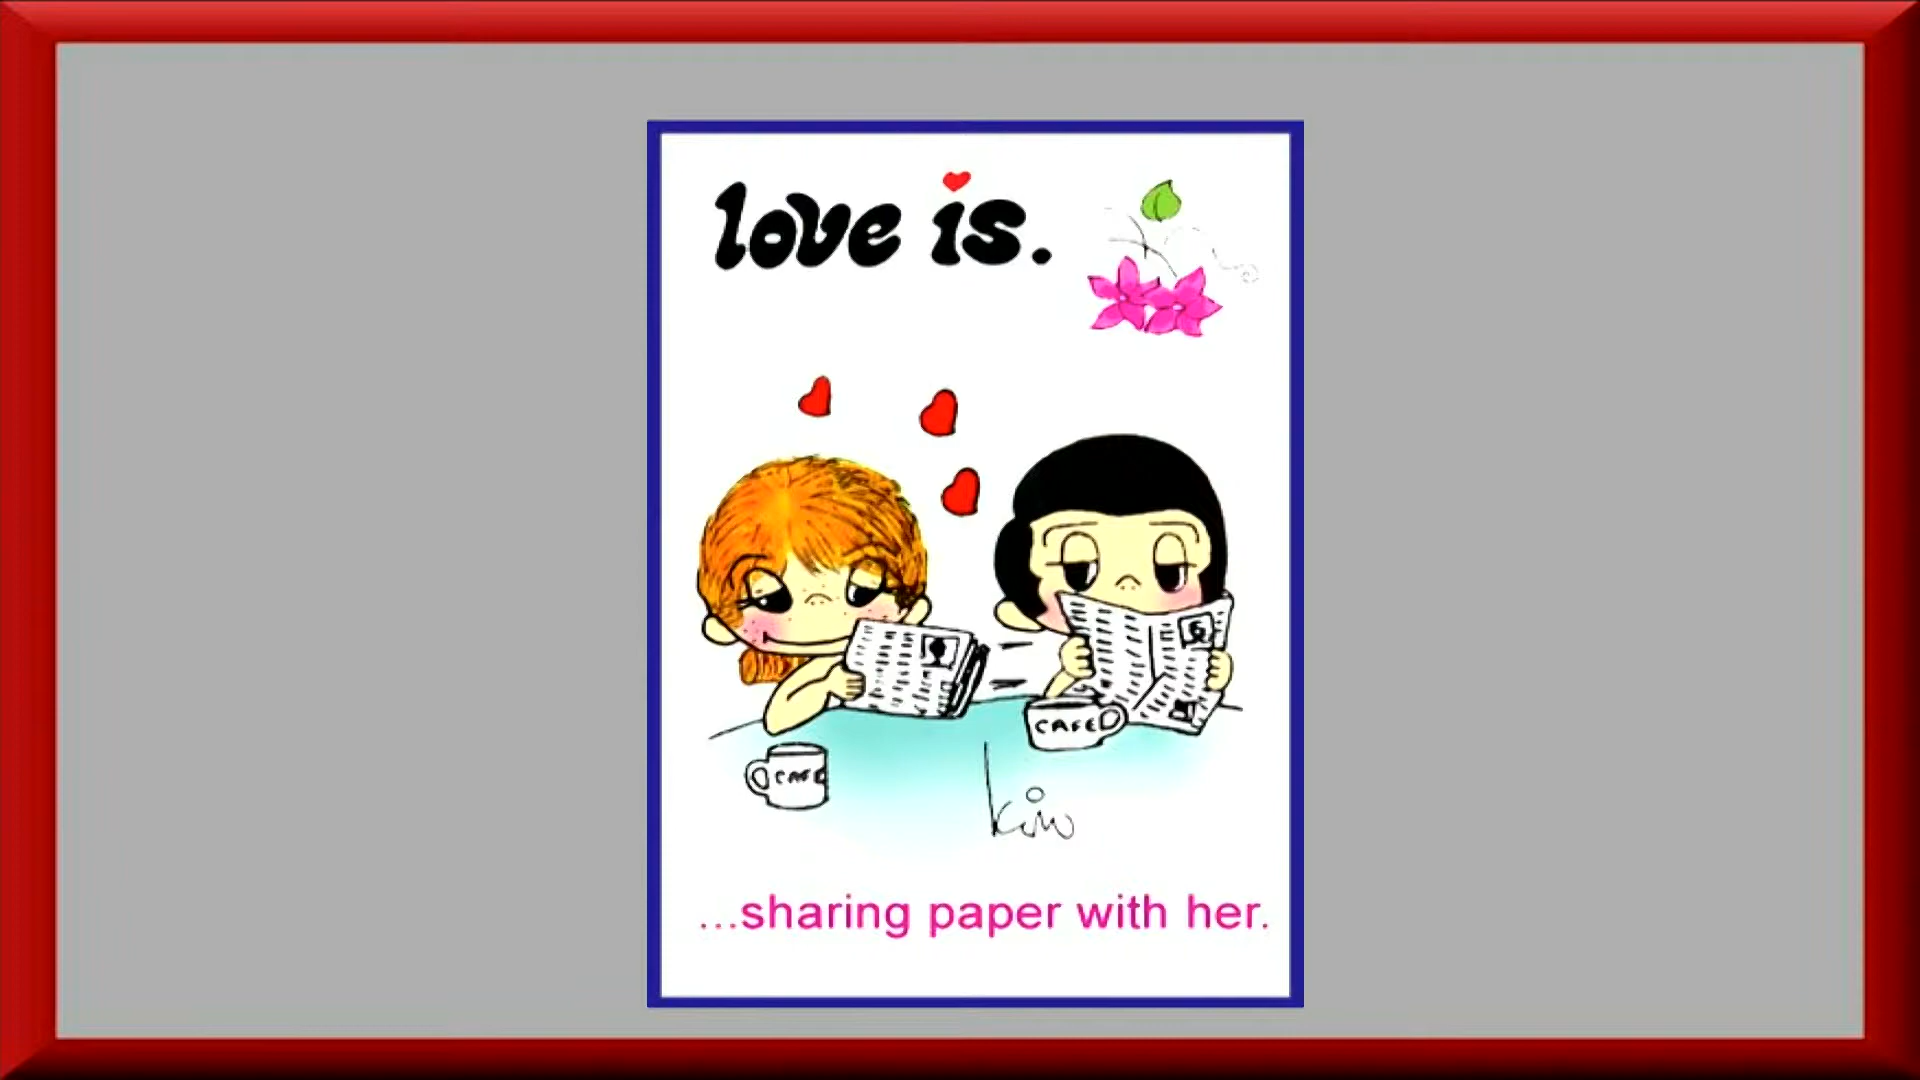 love is.
CAFE
CAFE
kim
...sharing paper with her.